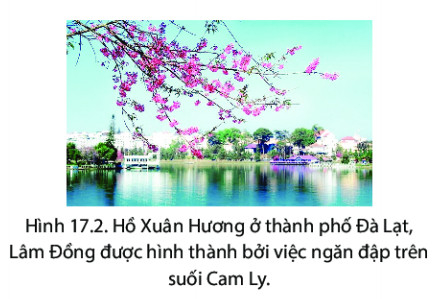 Hình 17.2. Hồ Xuân Hương ở thành phố Đà Lạt,
Lâm Đồng được hình thành bởi việc ngăn đập trên
suối Cam Ly.